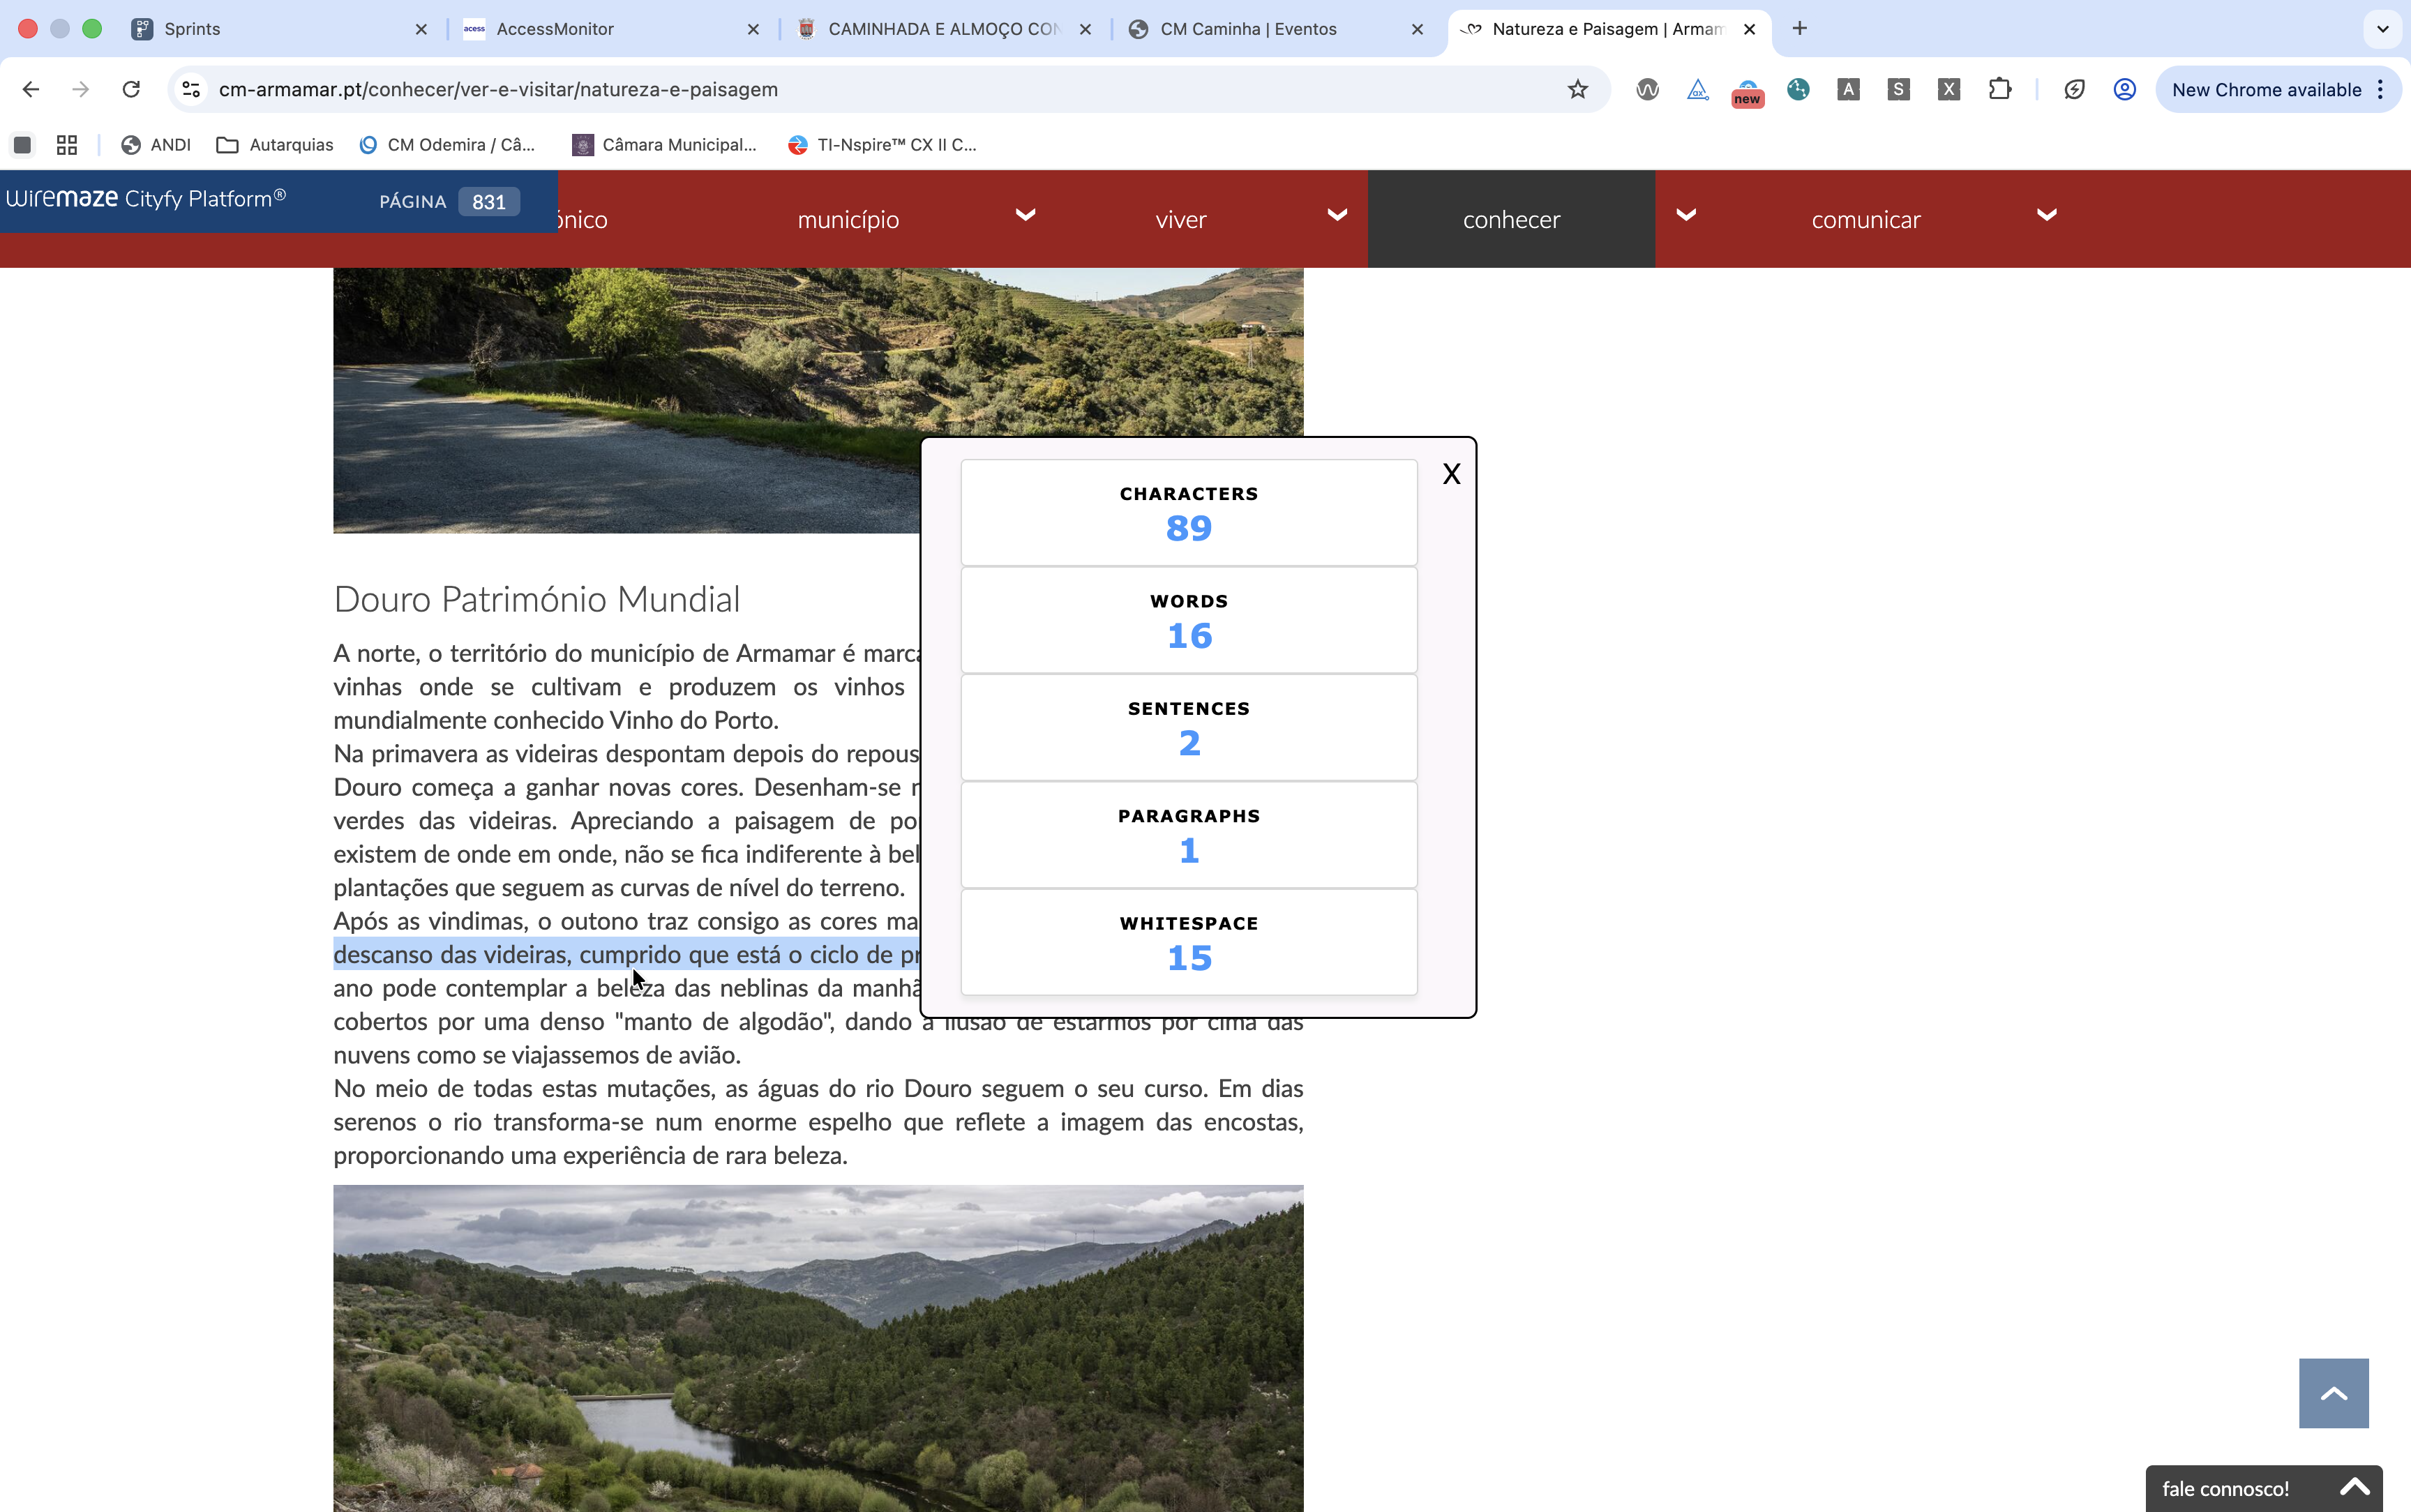 Sprints
AccessMonitor
CAMINHADA E ALMOÇO CON
CM Caminha | Eventos
Natureza e Paisagem | Armam
cm-armamar.pt/conhecer/ver-e-visitar/natureza-e-paisagem
new
A
S
X
New Chrome available
ANDI
Autarquias
CM Odemira / Câ...
Câmara Municipal...
TI-Nspire™ CX II C...
wiremaze Cityfy Platform®
PÁGINA 831
ónico
município
viver
conhecer
comunicar
X
CHARACTERS
89
WORDS
16
SENTENCES
2
PARAGRAPHS
1
WHITESPACE
15
Douro Património Mundial
A norte, o território do município de Armamar é marca
vinhas onde se cultivam e produzem os vinhos
mundialmente conhecido Vinho do Porto.
Na primavera as videiras despontam depois do repous
Douro começa a ganhar novas cores. Desenham-se
verdes das videiras. Apreciando a paisagem de
existem de onde em onde, não se fica indiferente à bel
plantações que seguem as curvas de nível do terreno.
Após as vindimas, o outono traz consigo as cores ma
descanso das videiras, cumprido que está o ciclo de pr
ano pode contemplar a beleza das neblinas da manhã
cobertos por uma denso "manto de algodão", dando a ilusão de estarmos por cima das
nuvens como se viajassemos de avião.
No meio de todas estas mutações, as águas do rio Douro seguem o seu curso. Em dias
serenos o rio transforma-se num enorme espelho que reflete a imagem das encostas,
proporcionando uma experiência de rara beleza.
fale connosco!